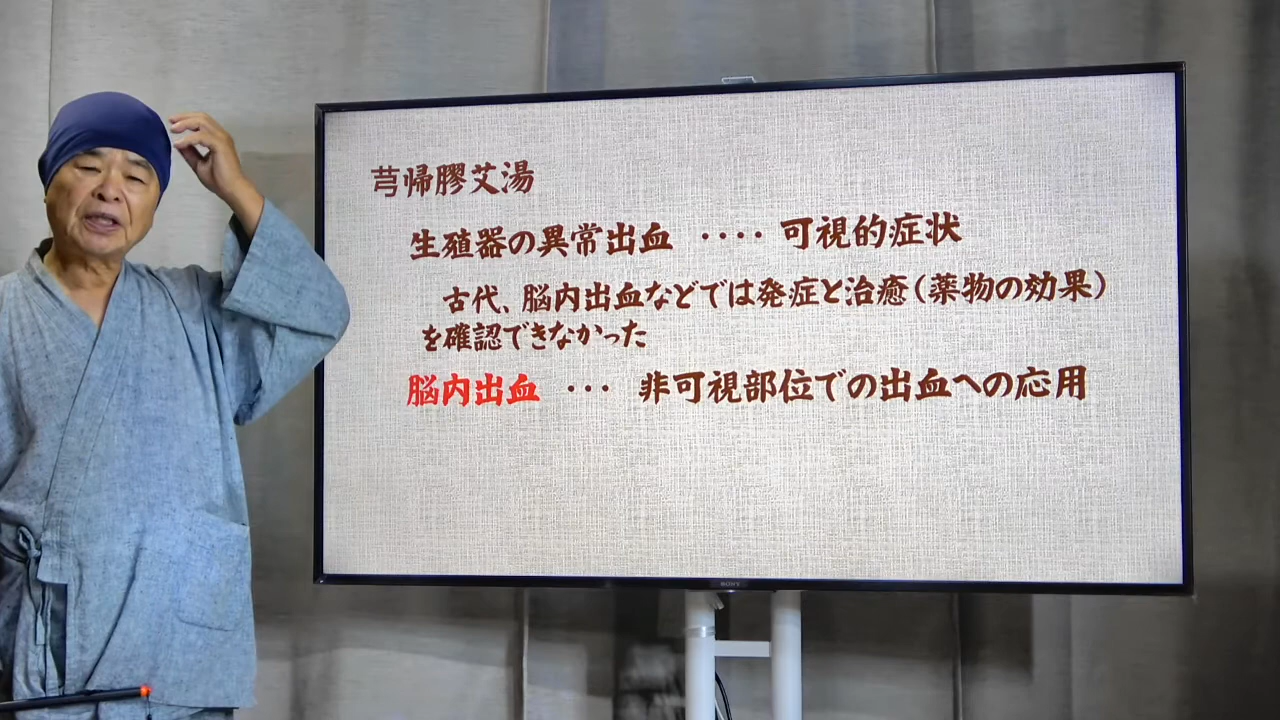 芎帰膠艾湯
生殖器の異常出血 ‥‥ 可視的症状
古代、脳内出血などでは発症と治癒(薬物の効果)
を確認できなかった
脳内出血 ･･･ 非可視部位での出血への応用
SONY